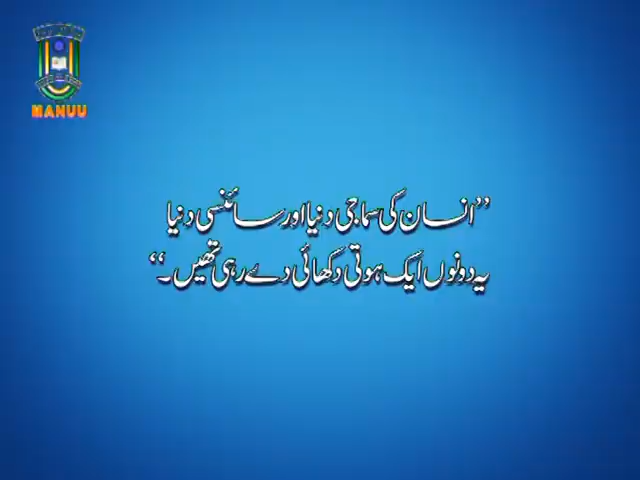 MANUU
”انسان کی سماجی دنیا اور سائنسی دنیا
یہ دونوں ایک ہوتی دکھائی دے رہی تھیں۔“